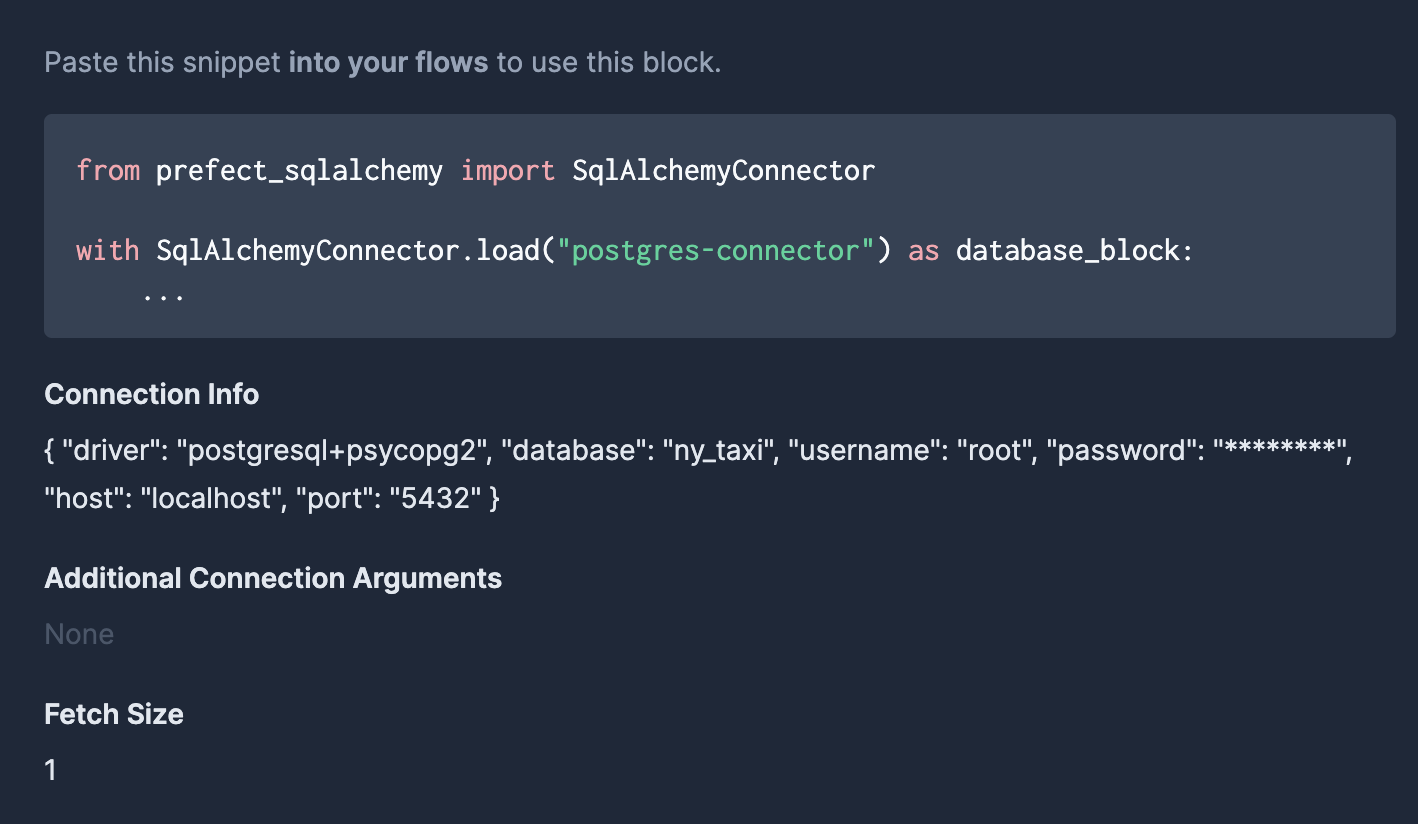 Paste this snippet into your flows to use this block.
from prefect_sqlalchemy import SqlAlchemyConnector
with SqlAlchemyConnector.load("postgres-connector") as database_block:
    ...
Connection Info
{ "driver": "postgresql+psycopg2", "database": "ny_taxi", "username": "root", "password": "********",
"host": "localhost", "port": "5432" }
Additional Connection Arguments
None
Fetch Size
1